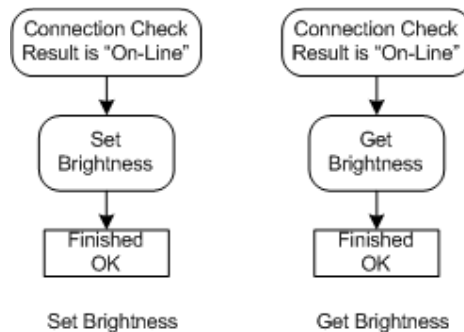 Connection Check
Result is “On-Line”
Set
Brightness
Finished
OK
Set Brightness
Connection Check
Result is “On-Line”
Get
Brightness
Finished
OK
Get Brightness